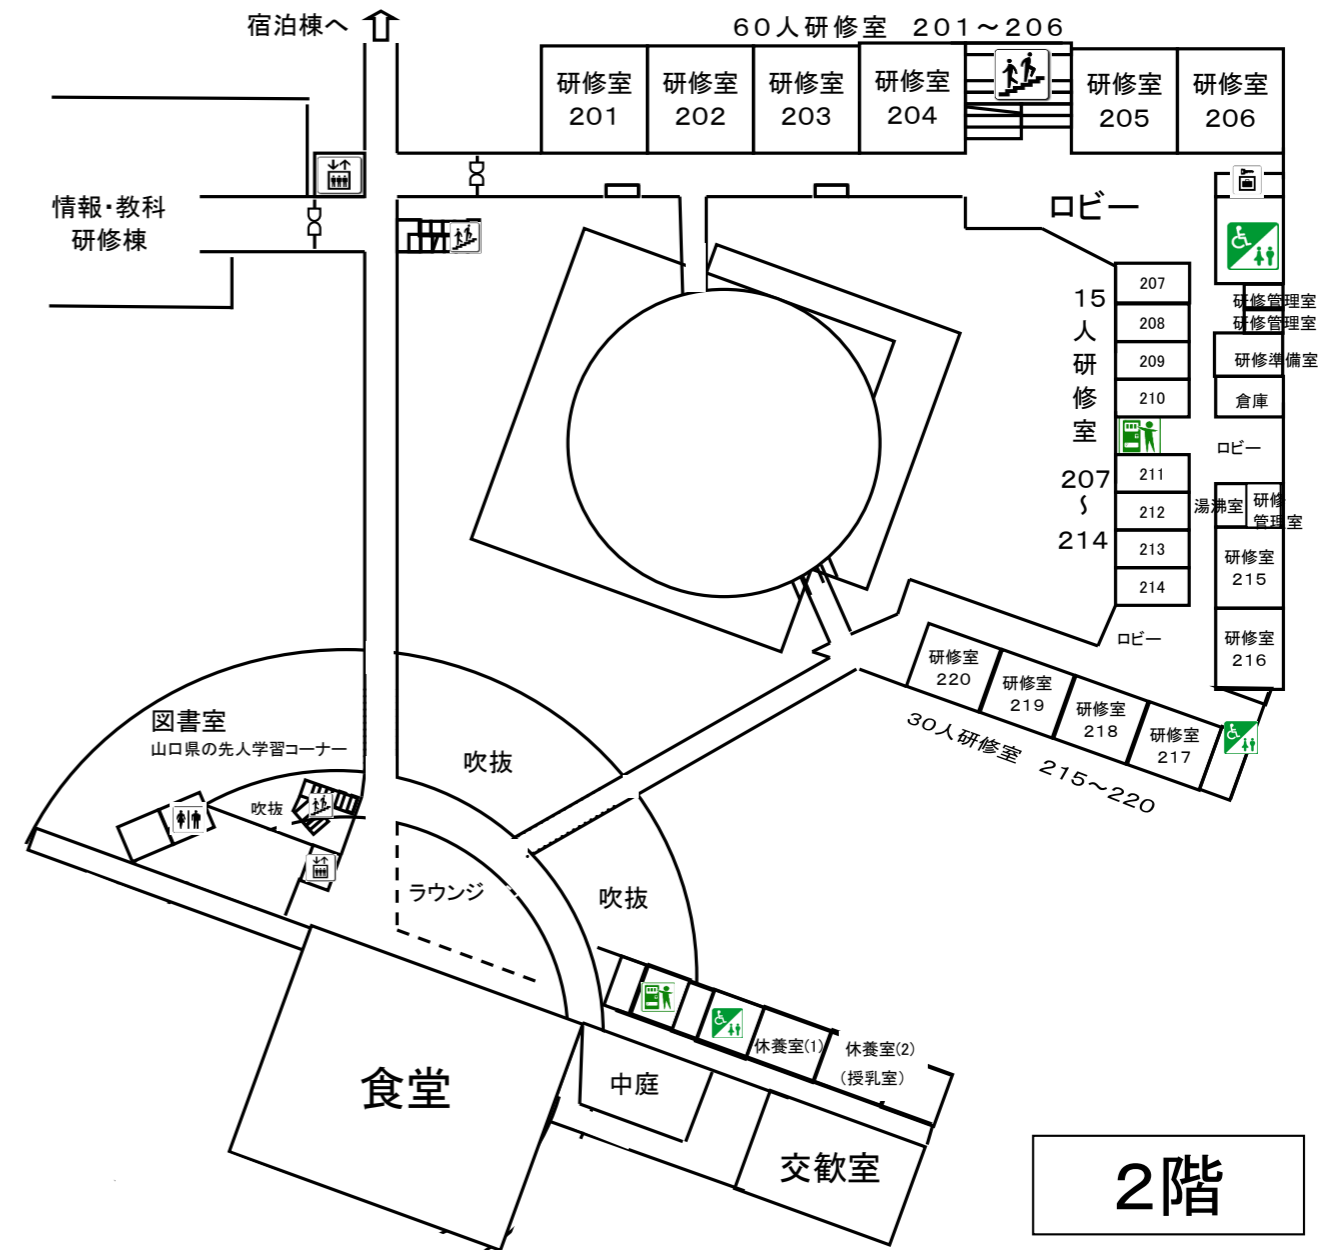 宿泊棟へ
60人研修室 201～206
研修室
201
研修室
202
研修室
203
研修室
204
研修室
205
研修室
206
情報・教科
研修棟
ロビー
15
人
研
修
室
207
～
214
207
208
209
210
211
212
213
214
研修管理室
研修管理室
研修準備室
倉庫
ロビー
湯沸室
研修
管理室
研修室
215
研修室
216
ロビー
研修室
220
研修室
219
研修室
218
研修室
217
30人研修室 215～220
図書室
山口県の先人学習コーナー
吹抜
吹抜
吹抜
ラウンジ
休養室(1)
休養室(2)
(授乳室)
食堂
中庭
交歓室
2階